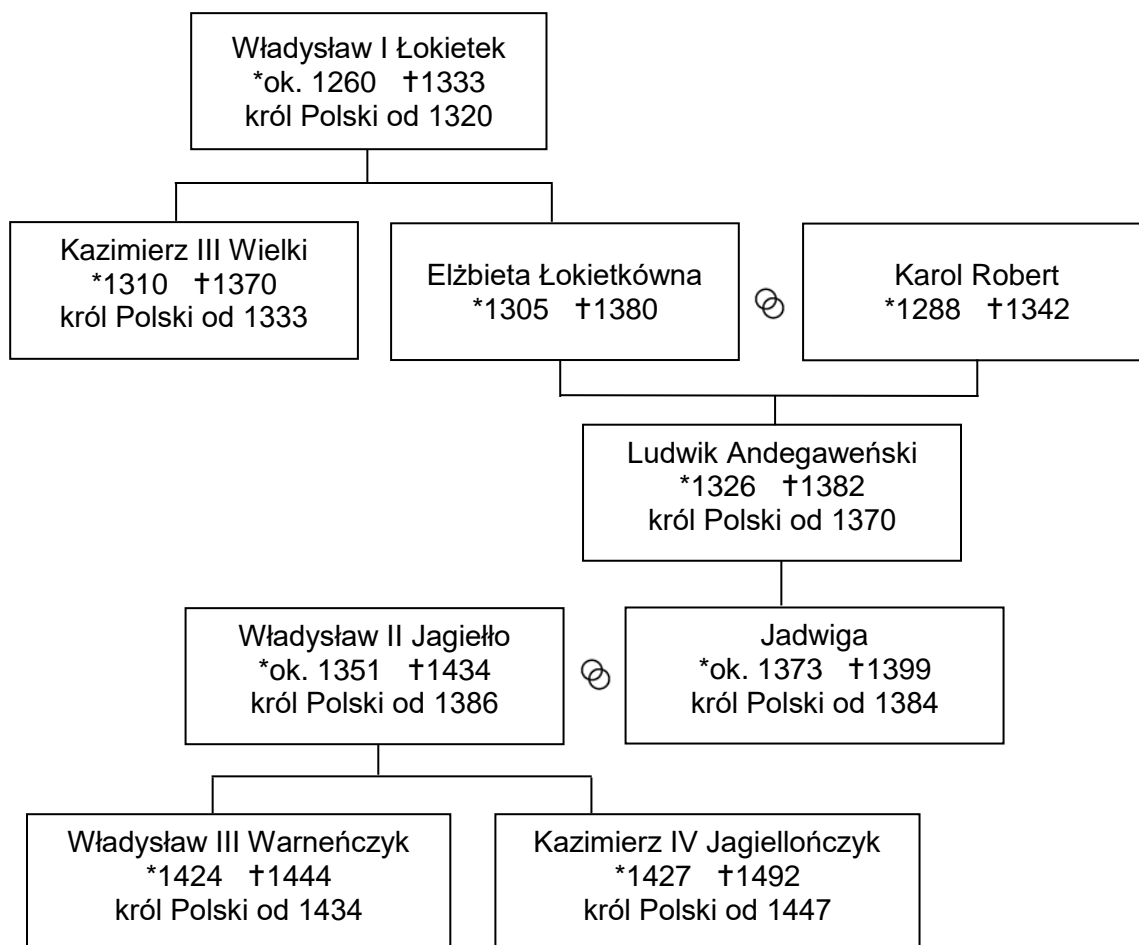 Władysław I Łokietek
*ok. 1260 †1333
król Polski od 1320
Kazimierz III Wielki
*1310 †1370
król Polski od 1333
Elżbieta Łokietkówna
*1305 †1380
Karol Robert
*1288 †1342
Ludwik Andegaweński
*1326 †1382
król Polski od 1370
Władysław II Jagiełło
*ok. 1351 †1434
król Polski od 1386
Jadwiga
*ok. 1373 †1399
król Polski od 1384
Władysław III Warneńczyk
*1424 †1444
król Polski od 1434
Kazimierz IV Jagiellończyk
*1427 †1492
król Polski od 1447